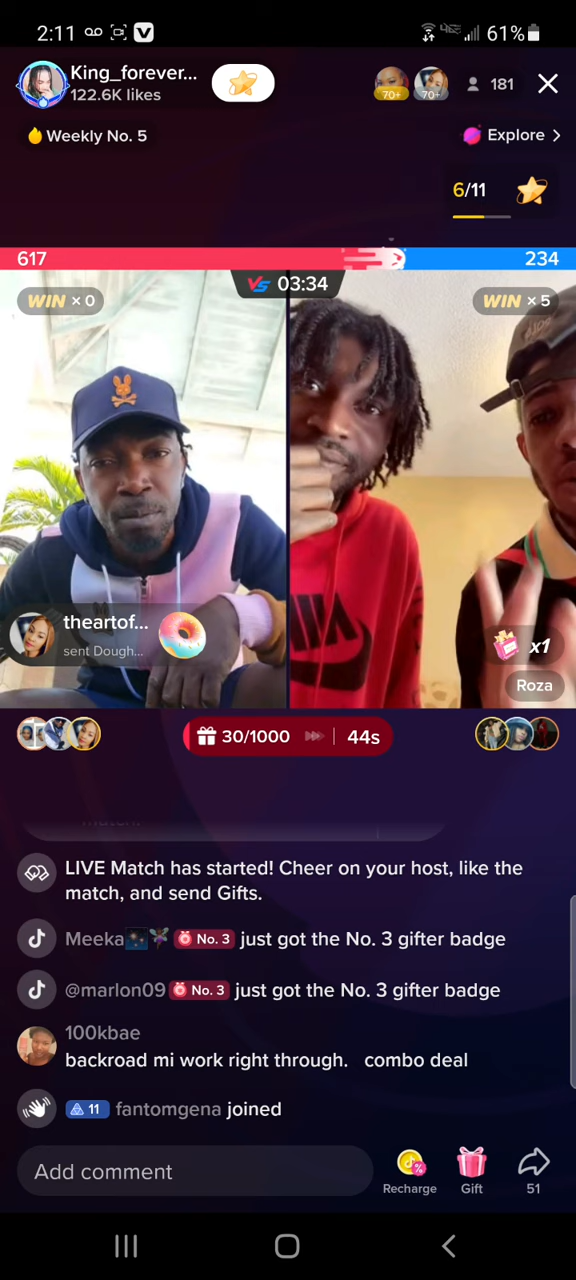 2:11
61%
King_forever...
122.6K likes
70+
70+
181
Weekly No. 5
Explore >
6/11
617
234
VS 03:34
WIN × 0
WIN × 5
theartof...
sent Dough...
x1
Roza
30/1000
44s
LIVE Match has started! Cheer on your host, like the
match, and send Gifts.
Meeka No. 3 just got the No. 3 gifter badge
@marlon09 No. 3 just got the No. 3 gifter badge
100kbae
backroad mi work right through. combo deal
11 fantomgena joined
Add comment
Recharge
Gift
51